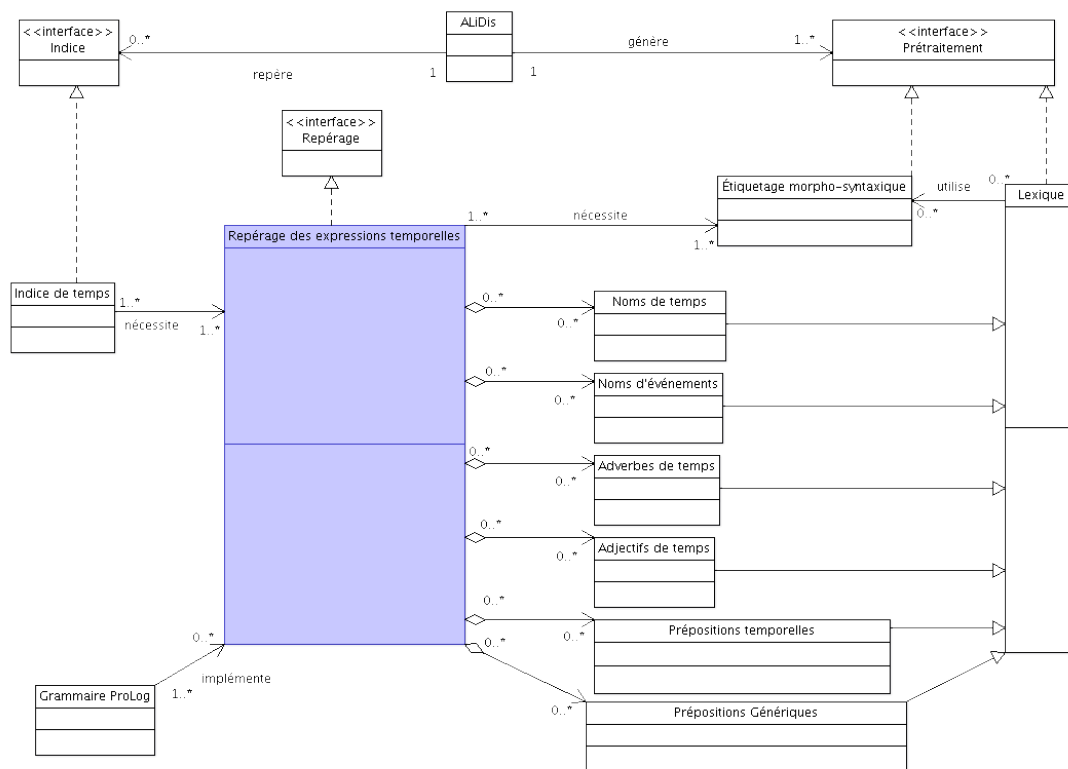 <<interface>>
Indice
0..*
repère
1
ALiDis
1
génère
1..*
<<interface>>
Prétraitement
<<interface>>
Repérage
Étiquetage morpho-syntaxique
utilise
0..*
0..*
Lexique
Repérage des expressions temporelles
1..*
nécessite
1..*
Indice de temps
1..*
nécessite
1..*
0..*
0..*
Noms de temps
0..*
0..*
Noms d'événements
0..*
0..*
Adverbes de temps
0..*
0..*
Adjectifs de temps
0..*
0..*
Prépositions temporelles
0..*
0..*
Prépositions Génériques
0..*
implémente
1..*
Grammaire ProLog